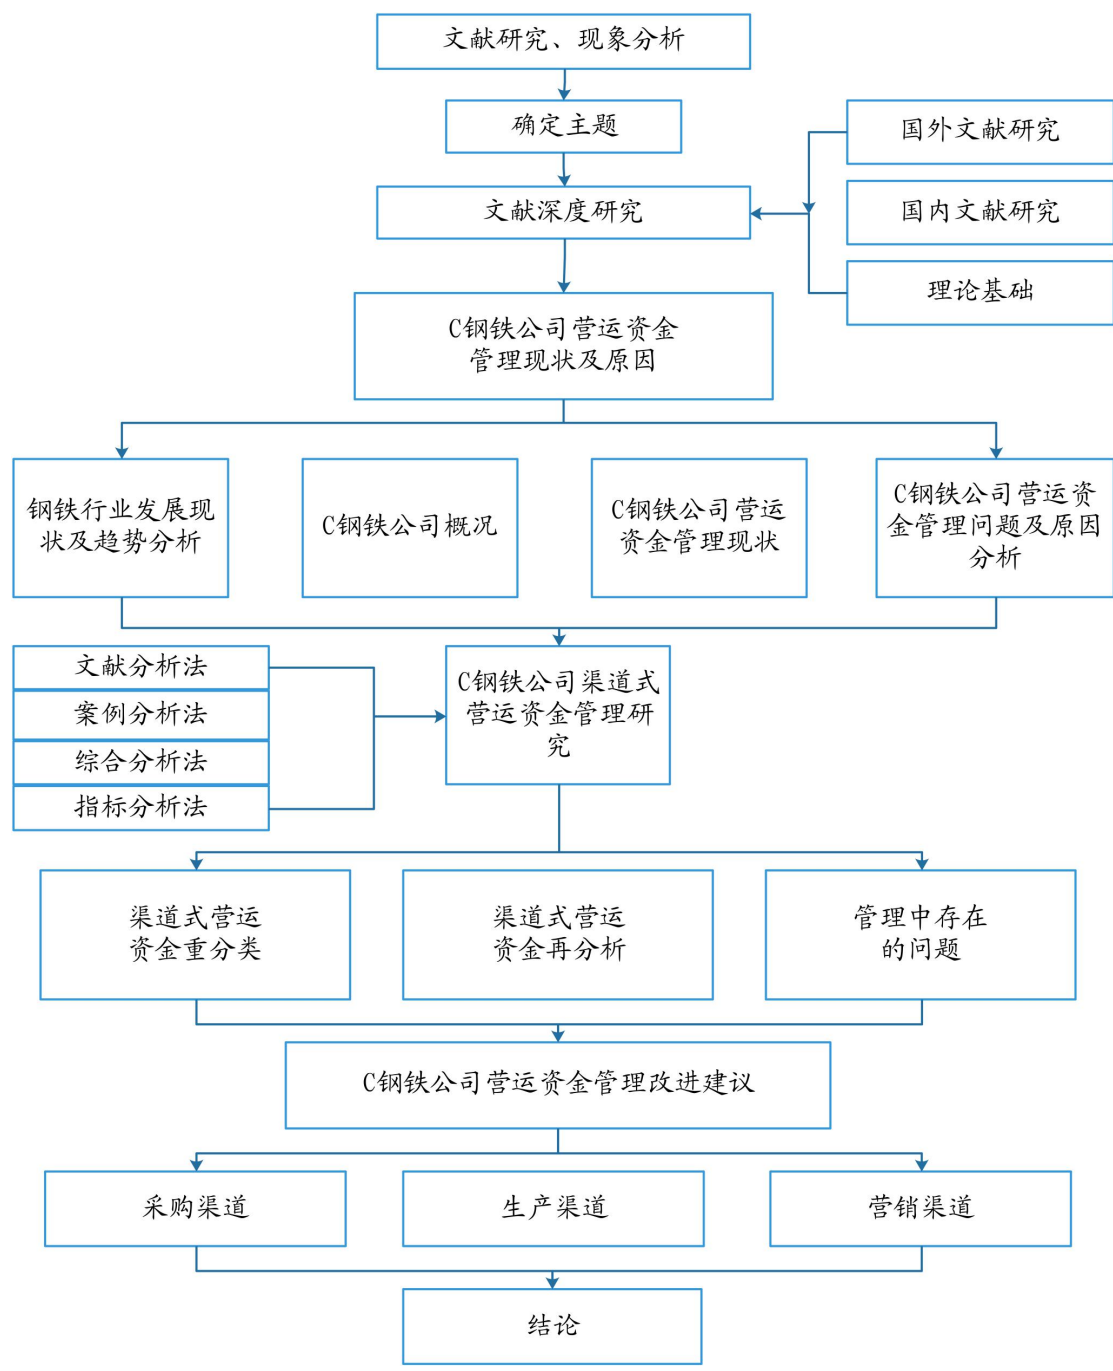 文献研究、现象分析
确定主题
国外文献研究
文献深度研究
国内文献研究
理论基础
C钢铁公司营运资金
管理现状及原因
钢铁行业发展现
状及趋势分析
C钢铁公司概况
C钢铁公司营运
资金管理现状
C钢铁公司营运资
金管理问题及原因
分析
文献分析法
案例分析法
综合分析法
指标分析法
C钢铁公司渠道式
营运资金管理研
究
渠道式营运
资金重分类
渠道式营运
资金再分析
管理中存在
的问题
C钢铁公司营运资金管理改进建议
采购渠道
生产渠道
营销渠道
结论